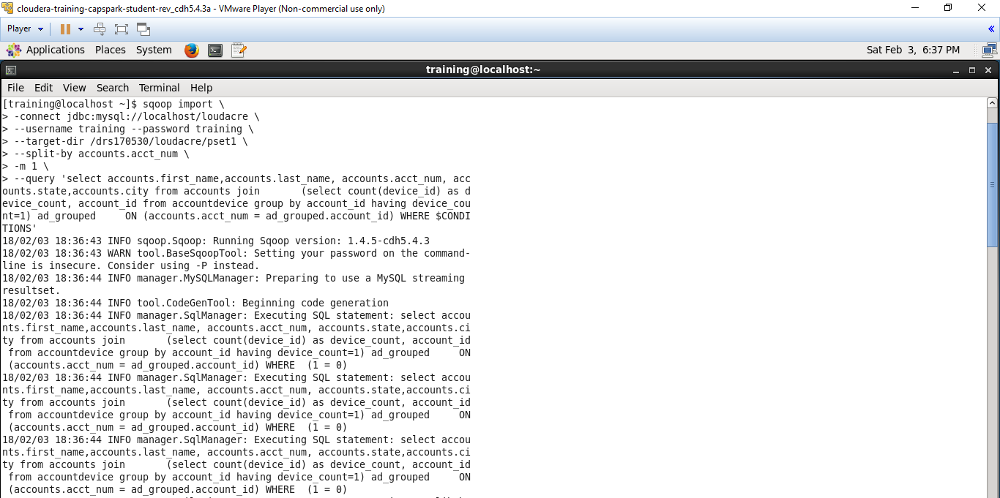 cloudera-training-capspark-student-rev_cdh5.4.3a - VMware Player (Non-commercial use only)
Player
Applications Places System Sat Feb 3, 6:37 PM
training@localhost:~
File Edit View Search Terminal Help
[training@localhost ~]$ sqoop import \
> -connect jdbc:mysql://localhost/loudacre \
> --username training --password training \
> --target-dir /drs170530/loudacre/pset1 \
> --split-by accounts.acct_num \
> -m 1 \
> --query 'select accounts.first_name,accounts.last_name, accounts.acct_num, acc
ounts.state,accounts.city from accounts join       (select count(device_id) as d
evice_count, account_id from accountdevice group by account_id having device_cou
nt=1) ad_grouped     ON (accounts.acct_num = ad_grouped.account_id) WHERE $CONDI
TIONS'
18/02/03 18:36:43 INFO sqoop.Sqoop: Running Sqoop version: 1.4.5-cdh5.4.3
18/02/03 18:36:43 WARN tool.BaseSqoopTool: Setting your password on the command-
line is insecure. Consider using -P instead.
18/02/03 18:36:44 INFO manager.MySQLManager: Preparing to use a MySQL streaming
resultset.
18/02/03 18:36:44 INFO tool.CodeGenTool: Beginning code generation
18/02/03 18:36:44 INFO manager.SqlManager: Executing SQL statement: select accou
nts.first_name,accounts.last_name, accounts.acct_num, accounts.state,accounts.ci
ty from accounts join       (select count(device_id) as device_count, account_id
 from accountdevice group by account_id having device_count=1) ad_grouped     ON
 (accounts.acct_num = ad_grouped.account_id) WHERE  (1 = 0)
18/02/03 18:36:44 INFO manager.SqlManager: Executing SQL statement: select accou
nts.first_name,accounts.last_name, accounts.acct_num, accounts.state,accounts.ci
ty from accounts join       (select count(device_id) as device_count, account_id
 from accountdevice group by account_id having device_count=1) ad_grouped     ON
 (accounts.acct_num = ad_grouped.account_id) WHERE  (1 = 0)
18/02/03 18:36:44 INFO manager.SqlManager: Executing SQL statement: select accou
nts.first_name,accounts.last_name, accounts.acct_num, accounts.state,accounts.ci
ty from accounts join       (select count(device_id) as device_count, account_id
 from accountdevice group by account_id having device_count=1) ad_grouped     ON
 (accounts.acct_num = ad_grouped.account_id) WHERE  (1 = 0)